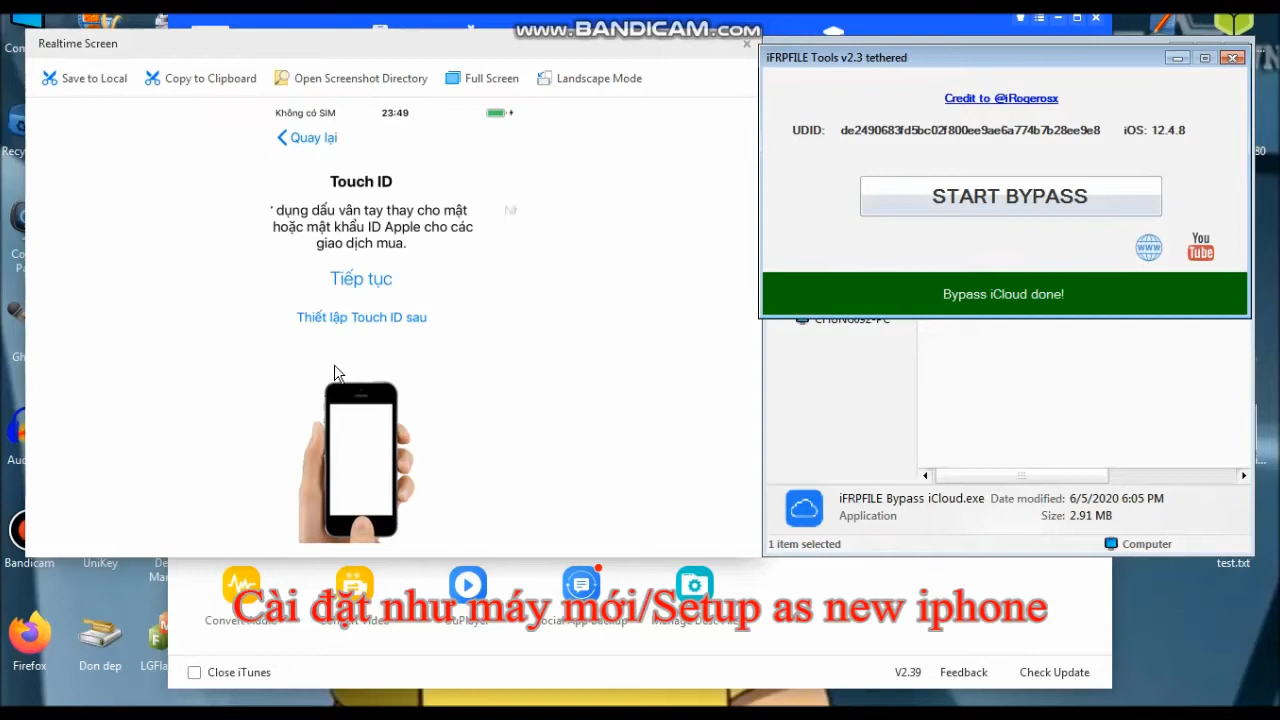 www.BANDICAM.com
Realtime Screen
Save to Local
Copy to Clipboard
Open Screenshot Directory
Full Screen
Landscape Mode
Không có SIM
23:49
Quay lại
Touch ID
dụng dấu vân tay thay cho mật
hoặc mật khẩu ID Apple cho các
giao dịch mua.
Tiếp tục
Thiết lập Touch ID sau
iFRPFILE Tools v2.3 tethered
Credit to @iRogerosx
UDID: de2490683fd5bc02f800ee9ae6a774b7b28ee9e8 iOS: 12.4.8
START BYPASS
www
You
Tube
Bypass iCloud done!
CHUNG092-PC
iFRPFILE Bypass iCloud.exe Date modified: 6/5/2020 6:05 PM
Application Size: 2.91 MB
1 item selected
Computer
test.txt
Bandicam
UniKey
Cài đặt như máy mới/Setup as new iphone
Firefox
Don dep
Close iTunes
V2.39
Feedback
Check Update